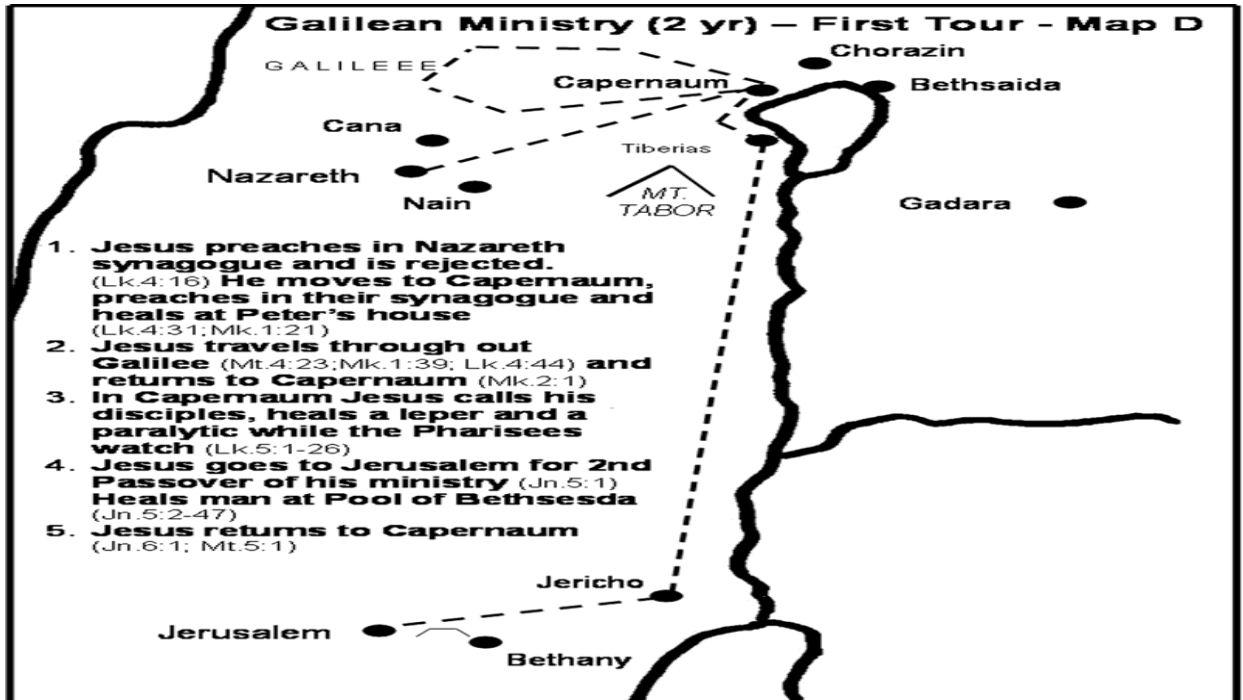 Galilean Ministry (2 yr) – First Tour - Map D
Chorazin
GALILEEE
Capernaum
Bethsaida
Cana
Tiberias
Nazareth
MT.
TABOR
Nain
Gadara
1. Jesus preaches in Nazareth
synagogue and is rejected.
(Lk.4:16) He moves to Capernaum,
preaches in their synagogue and
heals at Peter's house
(Lk.4:31;Mk.1:21)
2. Jesus travels through out
Galilee (Mt.4:23;Mk.1:39; Lk.4:44) and
returns to Capernaum (Mk.2:1)
3. In Capernaum Jesus calls his
disciples, heals a leper and a
paralytic while the Pharisees
watch (Lk.5:1-26)
4. Jesus goes to Jerusalem for 2nd
Passover of his ministry (Jn.5:1)
Heals man at Pool of Bethsesda
(Jn.5:2-47)
5. Jesus returns to Capernaum
(Jn.6:1; Mt.5:1)
Jericho
Jerusalem
Bethany